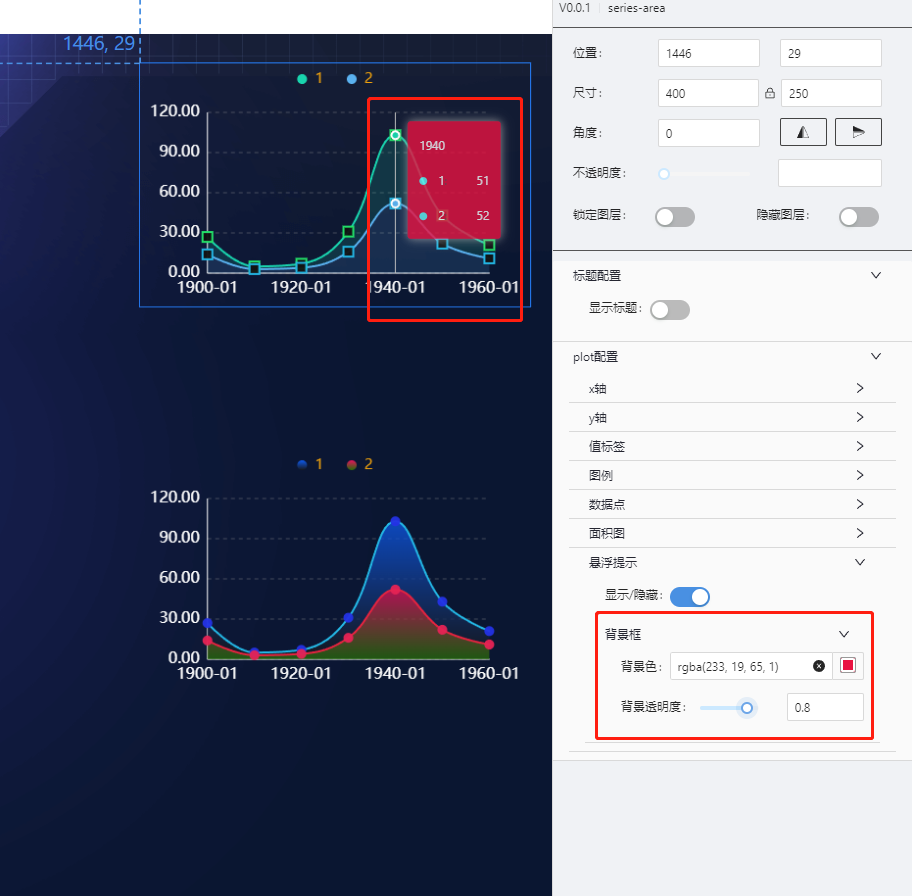 V0.0.1 series-area
1446, 29
位置: 1446 29
尺寸: 400 250
角度: 0
不透明度:
锁定图层: 隐藏图层:
标题配置
显示标题:
plot配置
x轴
y轴
值标签
图例
数据点
面积图
悬浮提示
显示/隐藏:
背景框
背景色: rgba(233, 19, 65, 1)
背景透明度: 0.8
1 2
120.00
90.00
60.00
30.00
0.00
1900-01 1920-01 1940-01 1960-01
1940
1 51
2 52
1 2
120.00
90.00
60.00
30.00
0.00
1900-01 1920-01 1940-01 1960-01